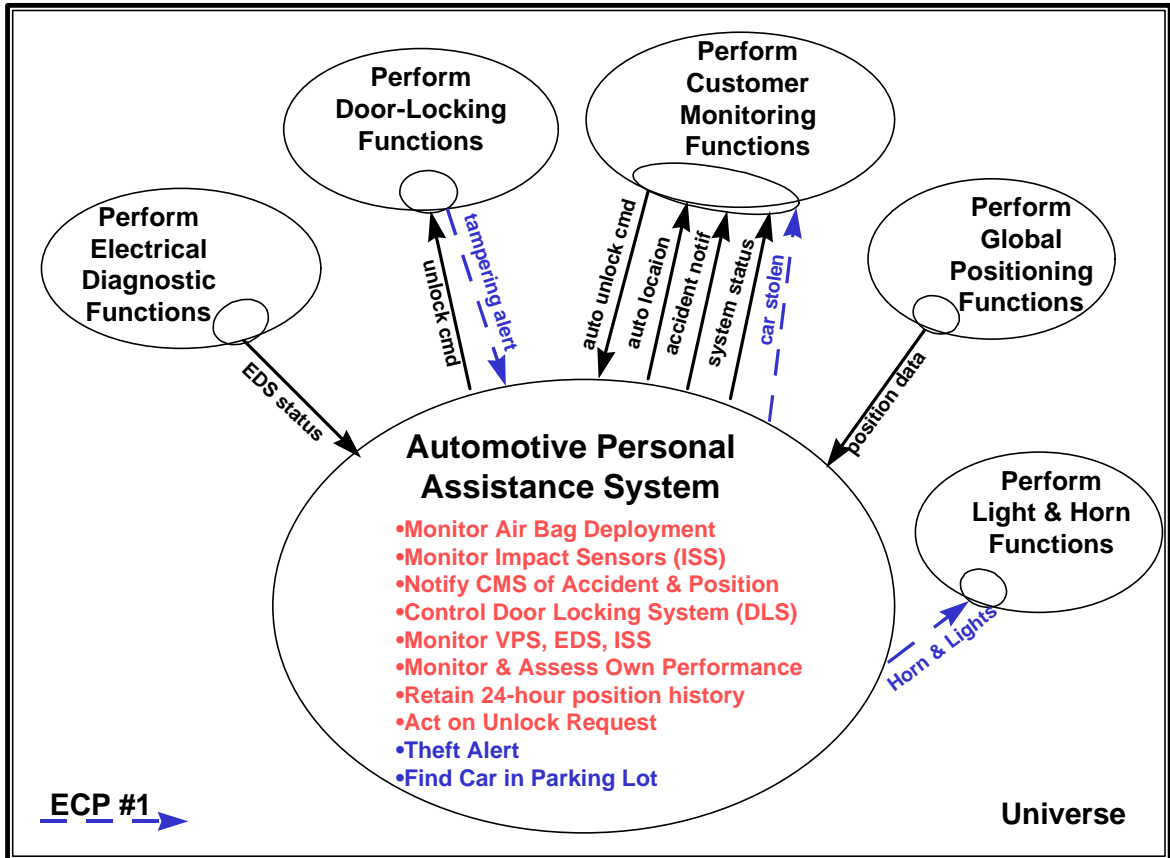 Perform
Door-Locking
Functions
Perform
Customer
Monitoring
Functions
Perform
Electrical
Diagnostic
Functions
Perform
Global
Positioning
Functions
EDS status
unlock cmd
tampering alert
auto unlock cmd
auto locaion
accident notif
system status
car stolen
position data
Automotive Personal
Assistance System
•Monitor Air Bag Deployment
•Monitor Impact Sensors (ISS)
•Notify CMS of Accident & Position
•Control Door Locking System (DLS)
•Monitor VPS, EDS, ISS
•Monitor & Assess Own Performance
•Retain 24-hour position history
•Act on Unlock Request
•Theft Alert
•Find Car in Parking Lot
Perform
Light & Horn
Functions
Horn & Lights
ECP #1
Universe